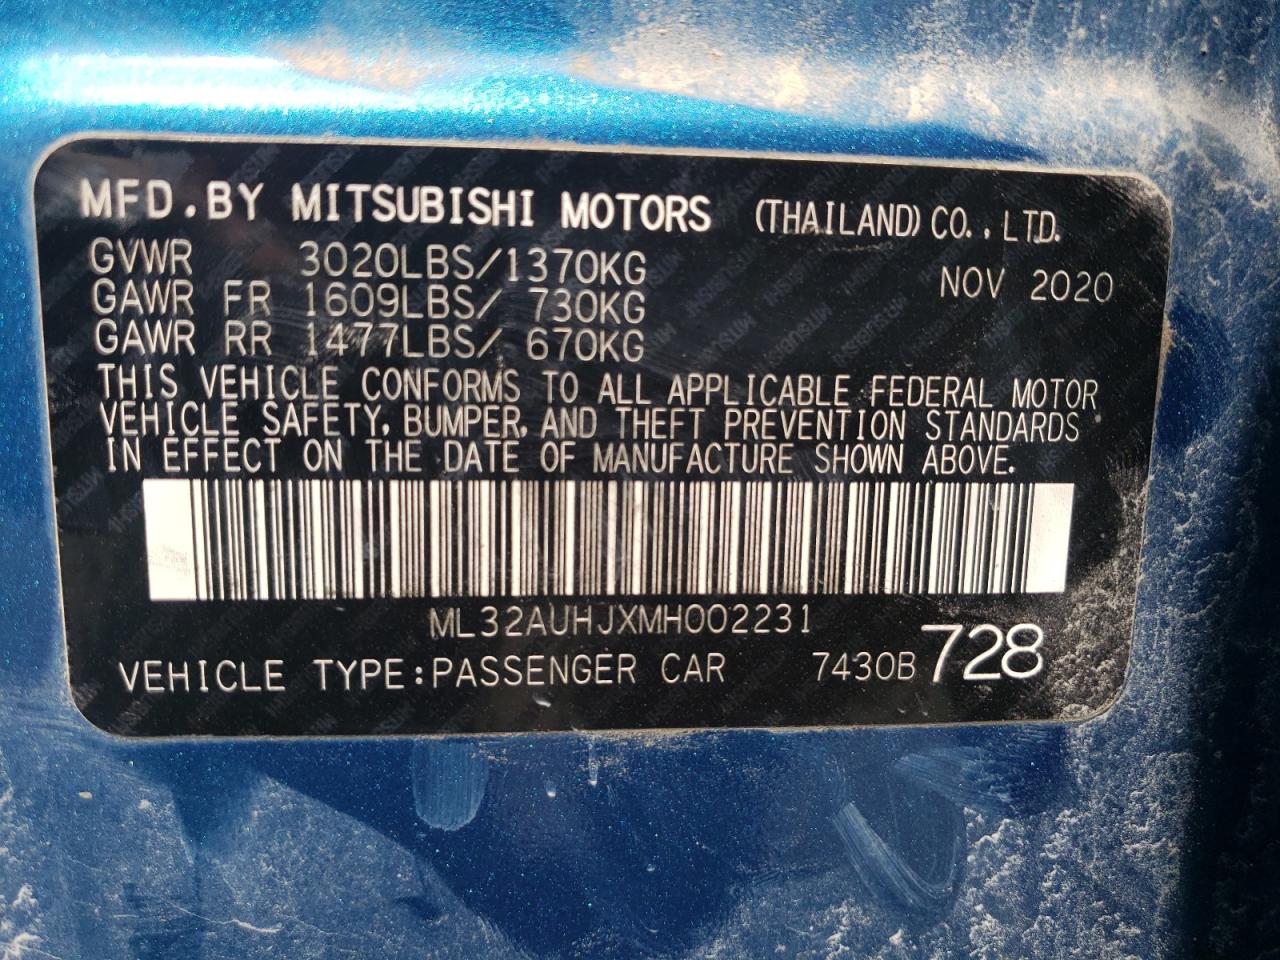 MFD.BY MITSUBISHI MOTORS (THAILAND) CO.,LTD.
GVWR 3020LBS/1370KG NOV 2020
GAWR FR 1609LBS/ 730KG
GAWR RR 1477LBS/ 670KG
THIS VEHICLE CONFORMS TO ALL APPLICABLE FEDERAL MOTOR
VEHICLE SAFETY, BUMPER, AND THEFT PREVENTION STANDARDS
IN EFFECT ON THE DATE OF MANUFACTURE SHOWN ABOVE.
ML32AUHJXMH002231
VEHICLE TYPE:PASSENGER CAR 7430B 728